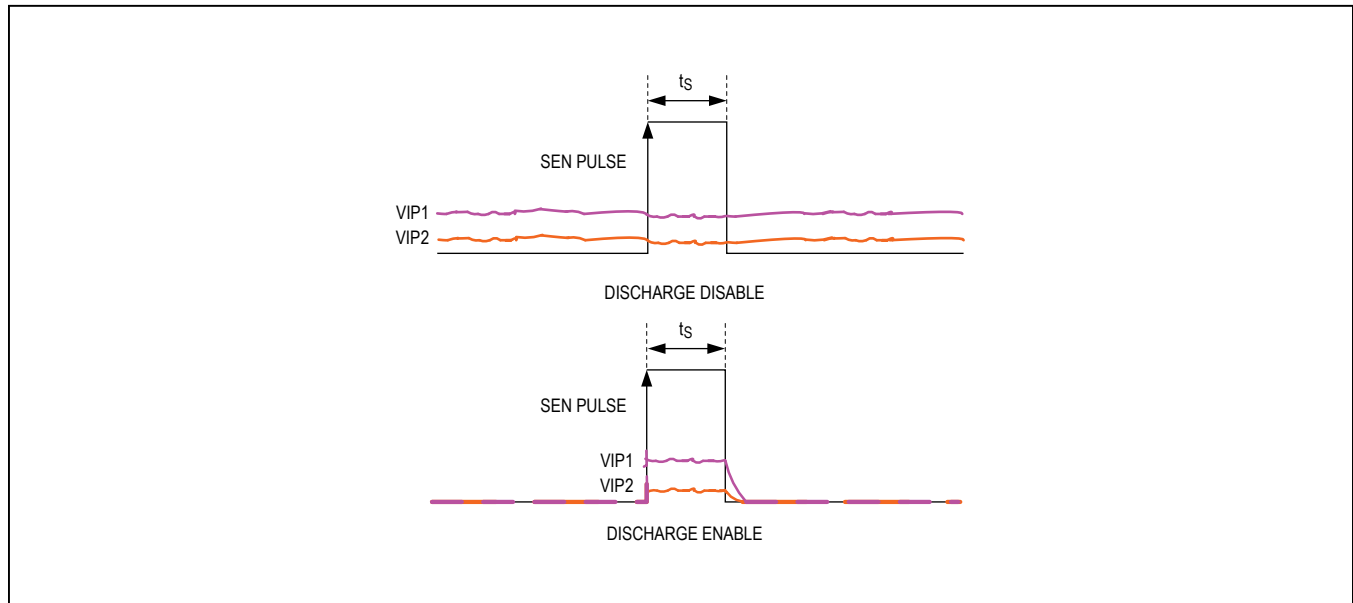 tS
SEN PULSE
VIP1
VIP2
DISCHARGE DISABLE
tS
SEN PULSE
VIP1
VIP2
DISCHARGE ENABLE